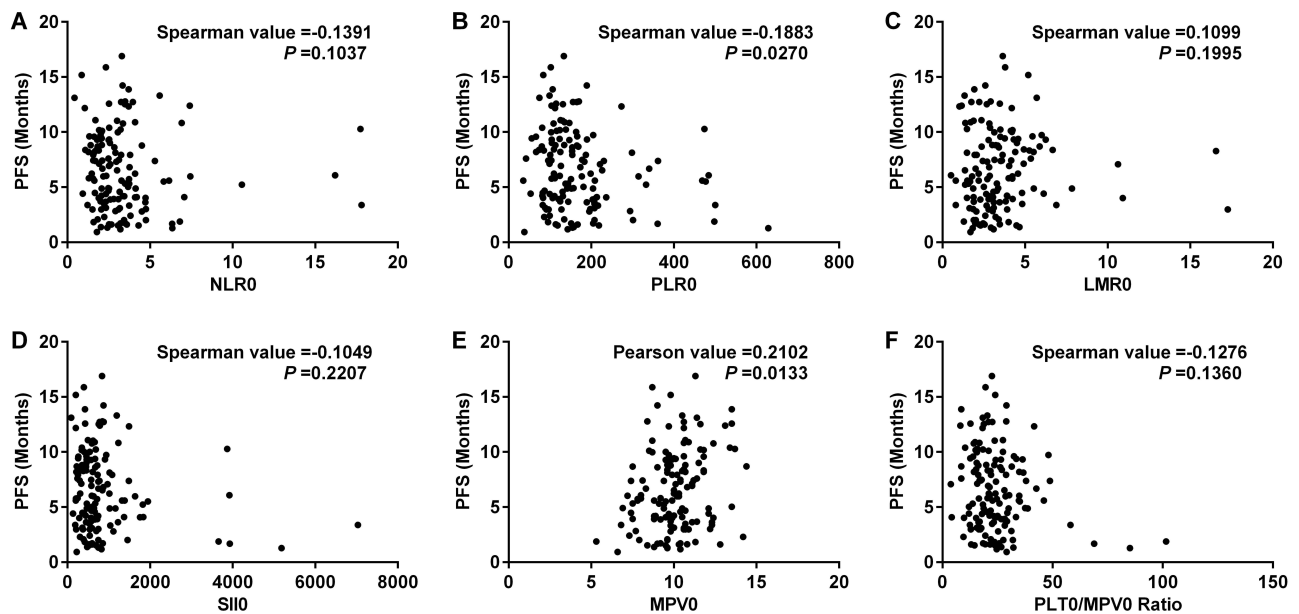 A
Spearman value =-0.1391
P =0.1037
PFS (Months)
20
15
10
5
0
0 5 10 15 20
NLR0
B
Spearman value =-0.1883
P =0.0270
PFS (Months)
20
15
10
5
0
0 200 400 600 800
PLR0
C
Spearman value =0.1099
P =0.1995
PFS (Months)
20
15
10
5
0
0 5 10 15 20
LMR0
D
Spearman value =-0.1049
P =0.2207
PFS (Months)
20
15
10
5
0
0 2000 4000 6000 8000
SII0
E
Pearson value =0.2102
P =0.0133
PFS (Months)
20
15
10
5
0
0 5 10 15 20
MPV0
F
Spearman value =-0.1276
P =0.1360
PFS (Months)
20
15
10
5
0
0 50 100 150
PLT0/MPV0 Ratio